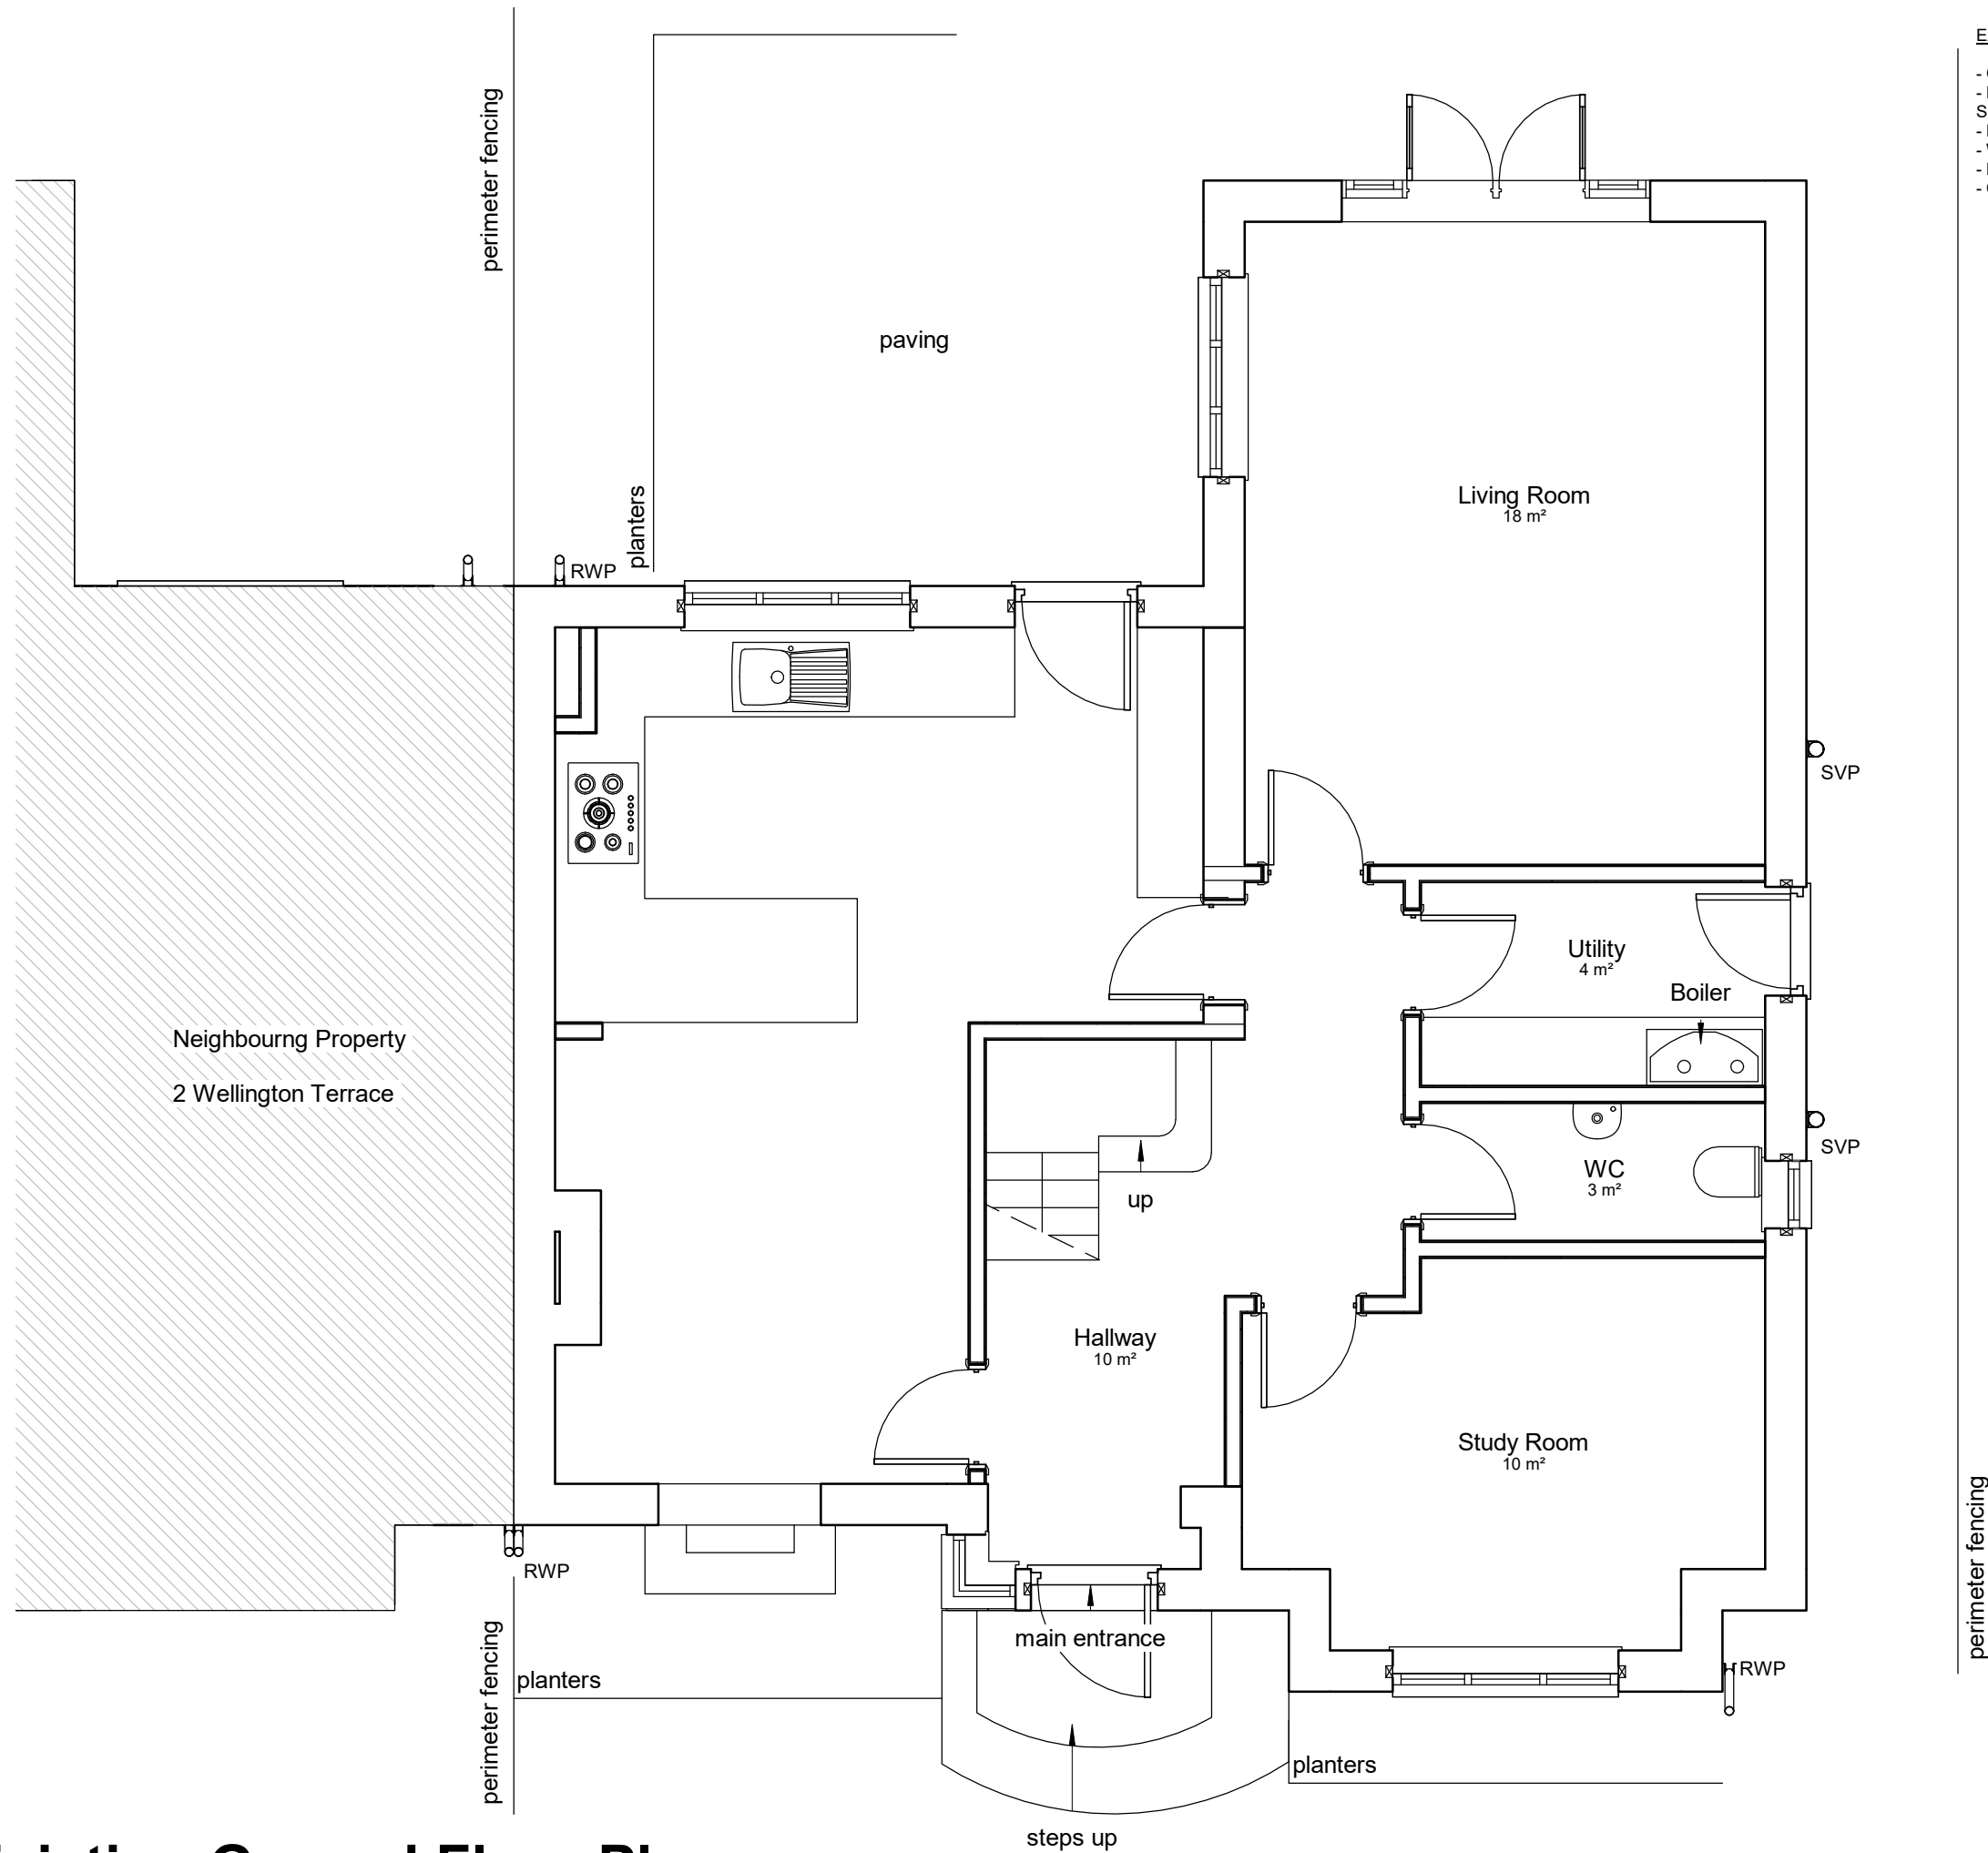 perimeter fencing
paving
planters
RWP
Living Room
18 m²
SVP
Utility
4 m²
Boiler
Neighbourng Property
2 Wellington Terrace
SVP
WC
3 m²
up
Hallway
10 m²
Study Room
10 m²
perimeter fencing
RWP
main entrance
RWP
planters
perimeter fencing
planters
steps up